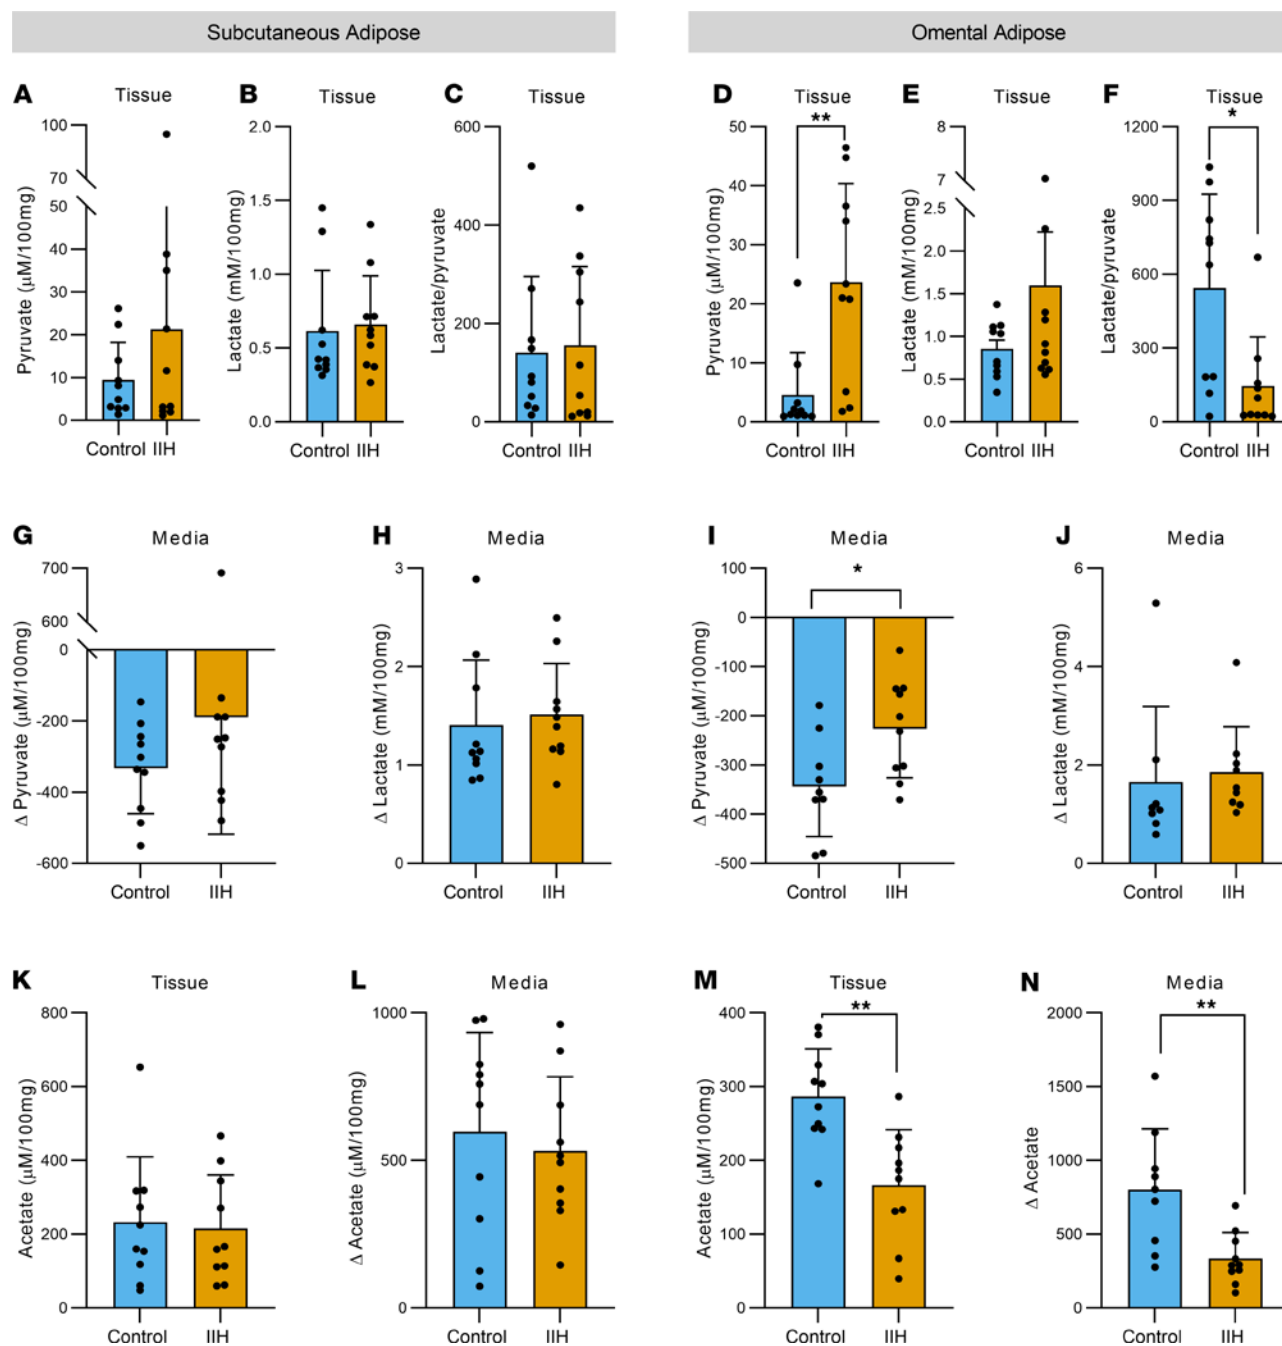 Subcutaneous Adipose
Omental Adipose
A
Tissue
Pyruvate (μM/100mg)
100
70
50
40
30
20
10
0
Control IIH
B
Tissue
Lactate (mM/100mg)
2.0
1.5
1.0
0.5
0.0
Control IIH
C
Tissue
Lactate/pyruvate
600
400
200
0
Control IIH
D
Tissue
**
Pyruvate (μM/100mg)
50
40
30
20
10
0
Control IIH
E
Tissue
Lactate (mM/100mg)
8
7
2.5
2.0
1.5
1.0
0.5
0.0
Control IIH
F
Tissue
*
Lactate/pyruvate
1200
900
600
300
0
Control IIH
G
Media
Δ Pyruvate (μM/100mg)
700
600
0
-200
-400
-600
Control IIH
H
Media
Δ Lactate (mM/100mg)
3
2
1
0
Control IIH
I
Media
*
Δ Pyruvate (μM/100mg)
100
0
-100
-200
-300
-400
-500
Control IIH
J
Media
Δ Lactate (mM/100mg)
6
4
2
0
Control IIH
K
Tissue
Acetate (μM/100mg)
800
600
400
200
0
Control IIH
L
Media
Δ Acetate (μM/100mg)
1000
500
0
Control IIH
M
Tissue
**
Acetate (μM/100mg)
400
300
200
100
0
Control IIH
N
Media
**
Δ Acetate
2000
1500
1000
500
0
Control IIH